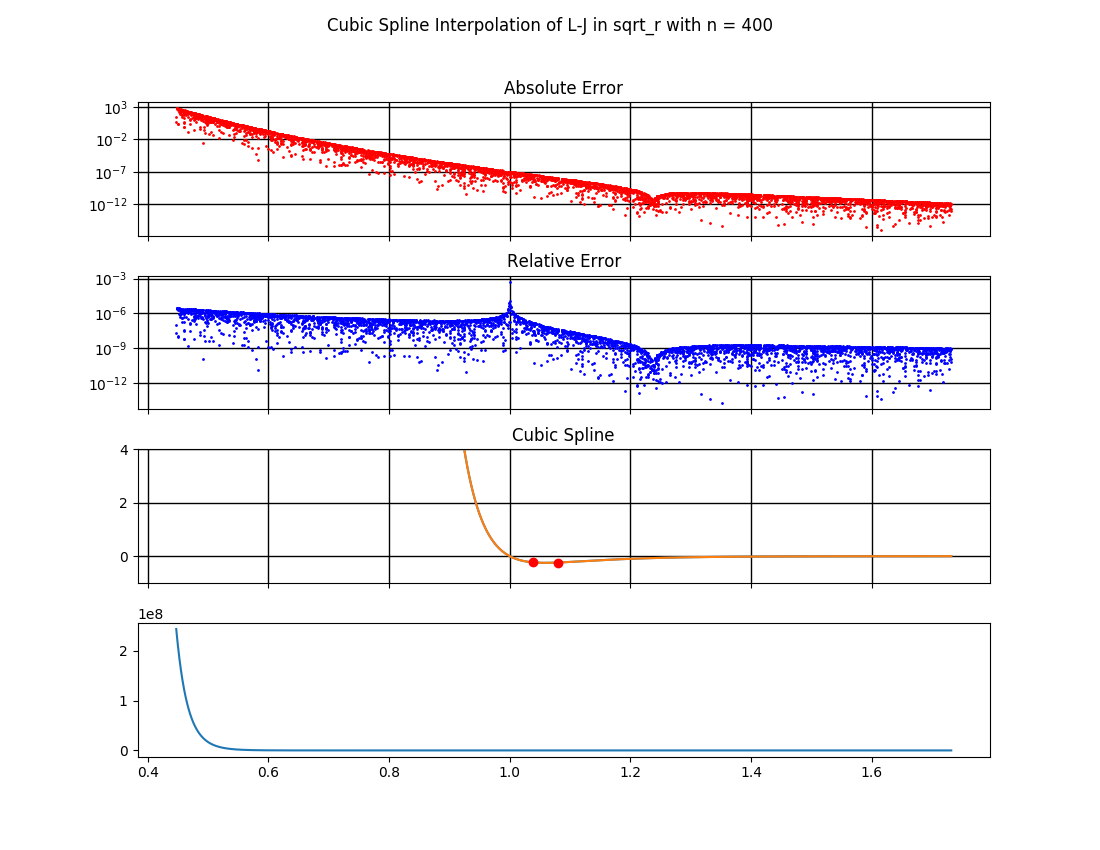 Cubic Spline Interpolation of L-J in sqrt_r with n = 400
Absolute Error
10³
10⁻²
10⁻⁷
10⁻¹²
Relative Error
10⁻³
10⁻⁶
10⁻⁹
10⁻¹²
Cubic Spline
4
2
0
1e8
2
1
0
0.4 0.6 0.8 1.0 1.2 1.4 1.6